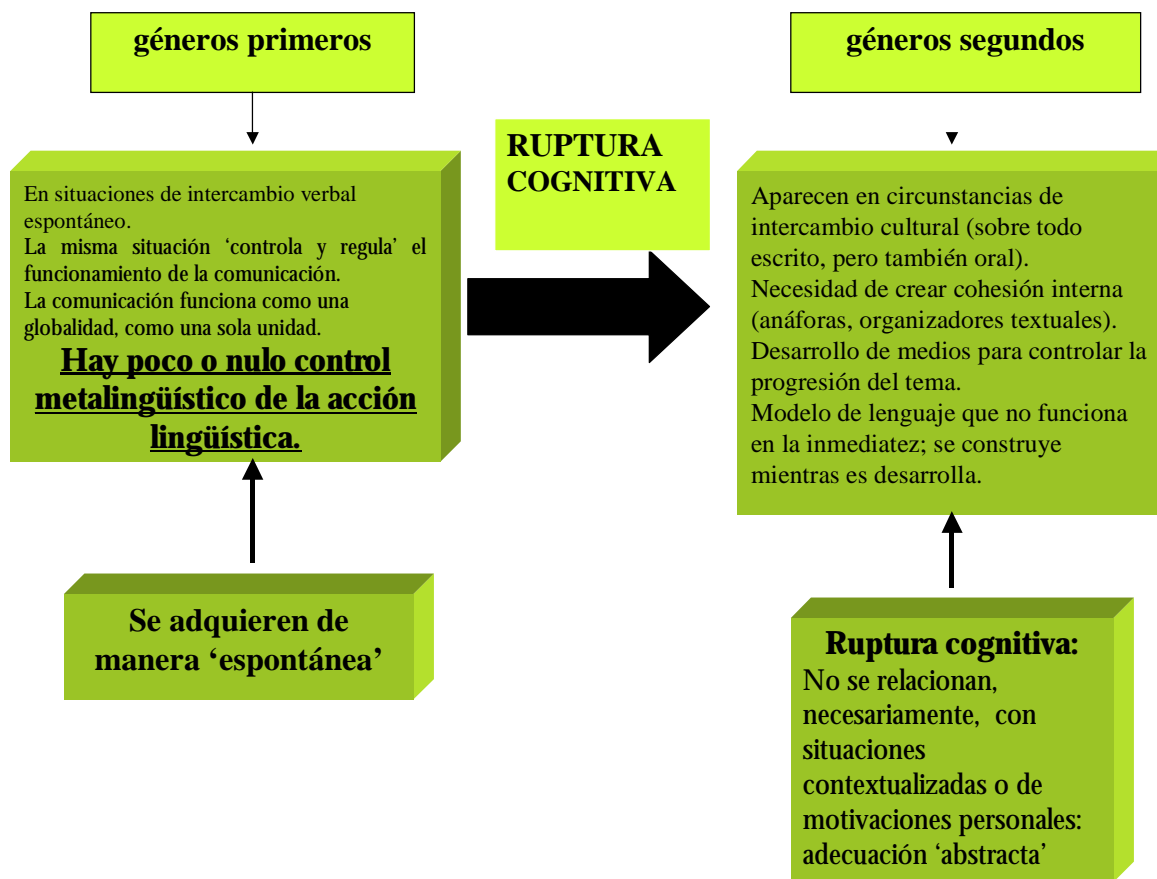 géneros primeros
géneros segundos
RUPTURA
COGNITIVA
En situaciones de intercambio verbal
espontáneo.
La misma situación ‘controla y regula’ el
funcionamiento de la comunicación.
La comunicación funciona como una
globalidad, como una sola unidad.
Hay poco o nulo control
metalingüístico de la acción
lingüística.
Aparecen en circunstancias de
intercambio cultural (sobre todo
escrito, pero también oral).
Necesidad de crear cohesión interna
(anáforas, organizadores textuales).
Desarrollo de medios para controlar la
progresión del tema.
Modelo de lenguaje que no funciona
en la inmediatez; se construye
mientras es desarrolla.
Se adquieren de
manera ‘espontánea’
Ruptura cognitiva:
No se relacionan,
necesariamente, con
situaciones
contextualizadas o de
motivaciones personales:
adecuación ‘abstracta’